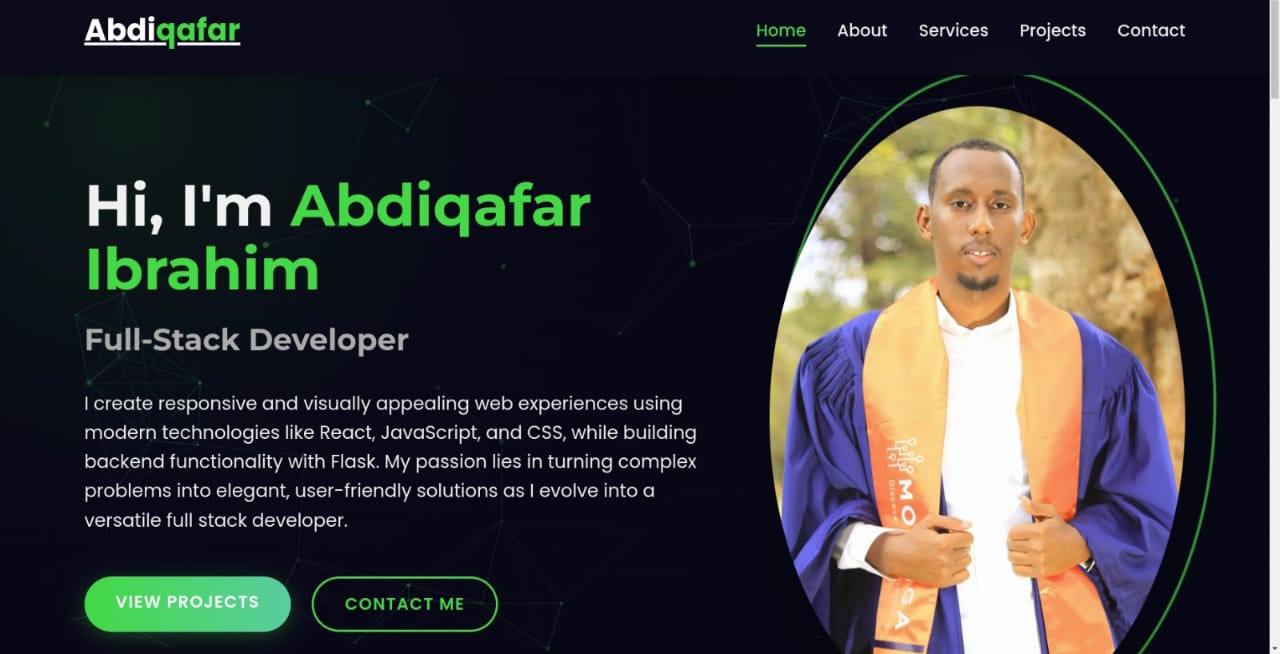 Abdiqafar
Home About Services Projects Contact
Hi, I'm Abdiqafar
Ibrahim
Full-Stack Developer
I create responsive and visually appealing web experiences using
modern technologies like React, JavaScript, and CSS, while building
backend functionality with Flask. My passion lies in turning complex
problems into elegant, user-friendly solutions as I evolve into a
versatile full stack developer.
VIEW PROJECTS
CONTACT ME